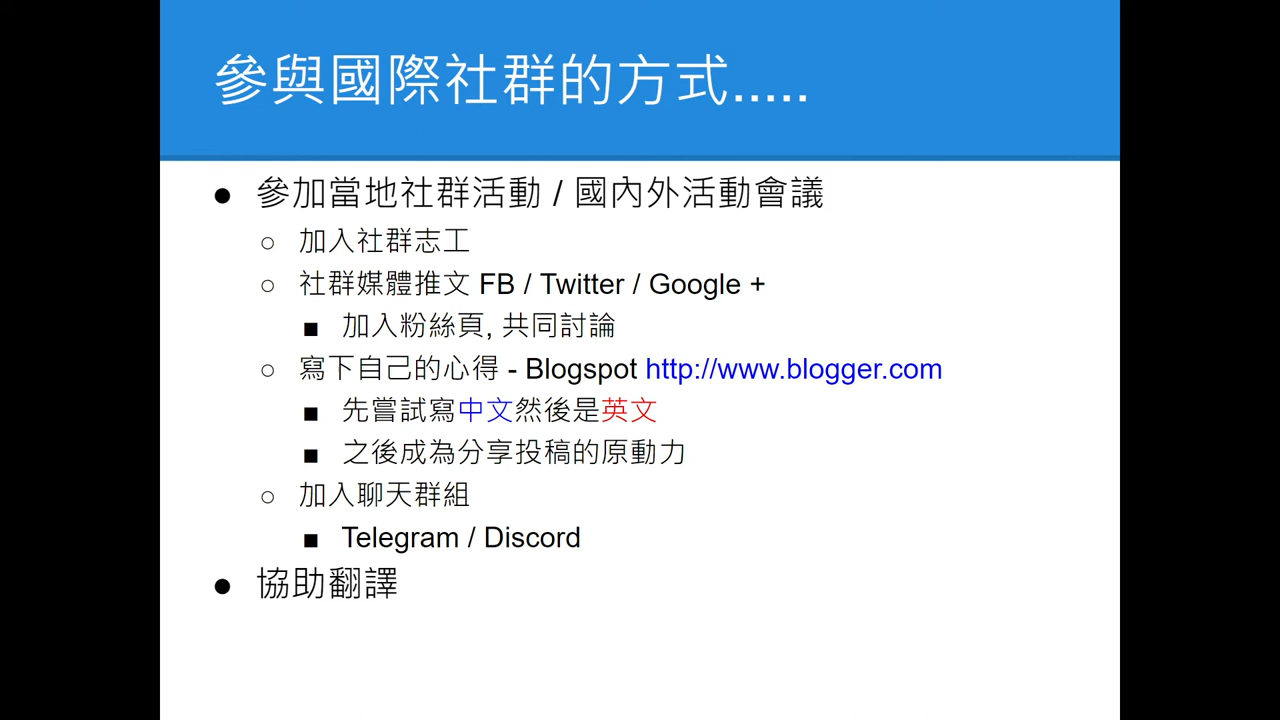 參與國際社群的方式.....
● 參加當地社群活動 / 國內外活動會議
○ 加入社群志工
○ 社群媒體推文 FB / Twitter / Google +
■ 加入粉絲頁, 共同討論
○ 寫下自己的心得 - Blogspot http://www.blogger.com
■ 先嘗試寫中文然後是英文
■ 之後成為分享投稿的原動力
○ 加入聊天群組
■ Telegram / Discord
● 協助翻譯